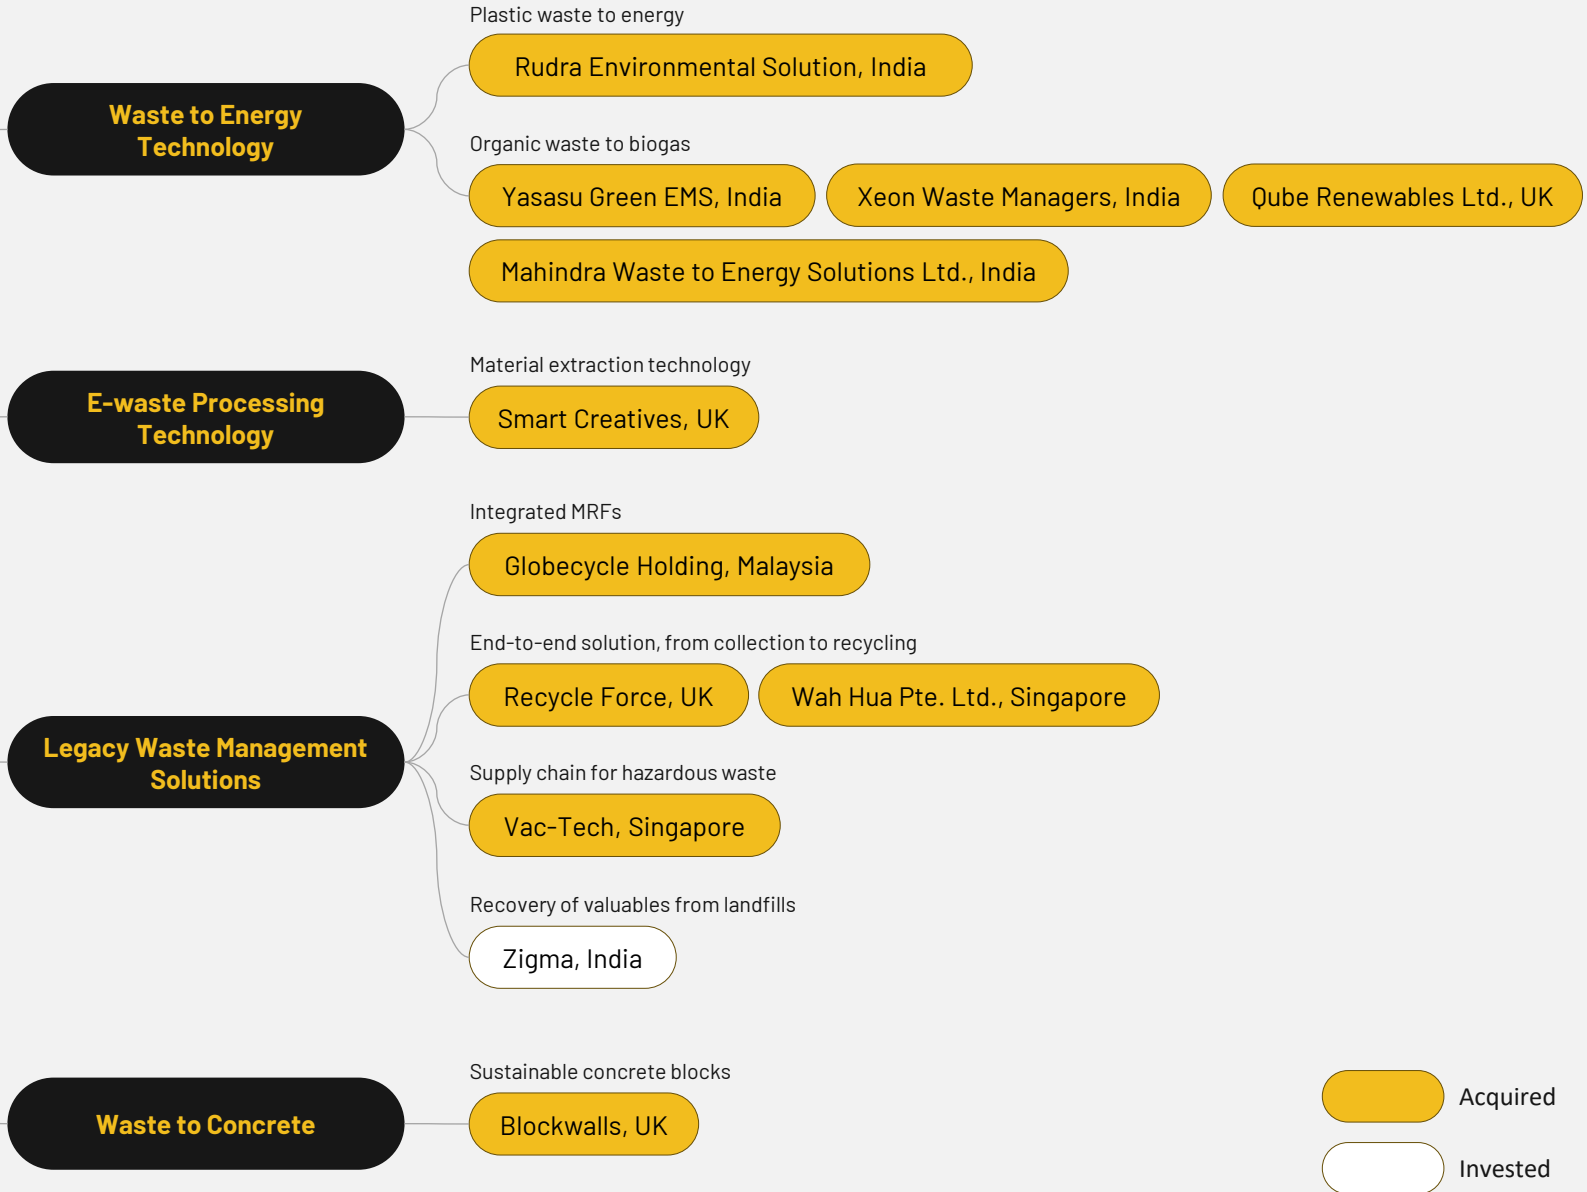 Waste to Energy
Technology
Plastic waste to energy
Rudra Environmental Solution, India
Organic waste to biogas
Yasasu Green EMS, India
Xeon Waste Managers, India
Qube Renewables Ltd., UK
Mahindra Waste to Energy Solutions Ltd., India
E-waste Processing
Technology
Material extraction technology
Smart Creatives, UK
Legacy Waste Management
Solutions
Integrated MRFs
Globecycle Holding, Malaysia
End-to-end solution, from collection to recycling
Recycle Force, UK
Wah Hua Pte. Ltd., Singapore
Supply chain for hazardous waste
Vac-Tech, Singapore
Recovery of valuables from landfills
Zigma, India
Waste to Concrete
Sustainable concrete blocks
Blockwalls, UK
Acquired
Invested